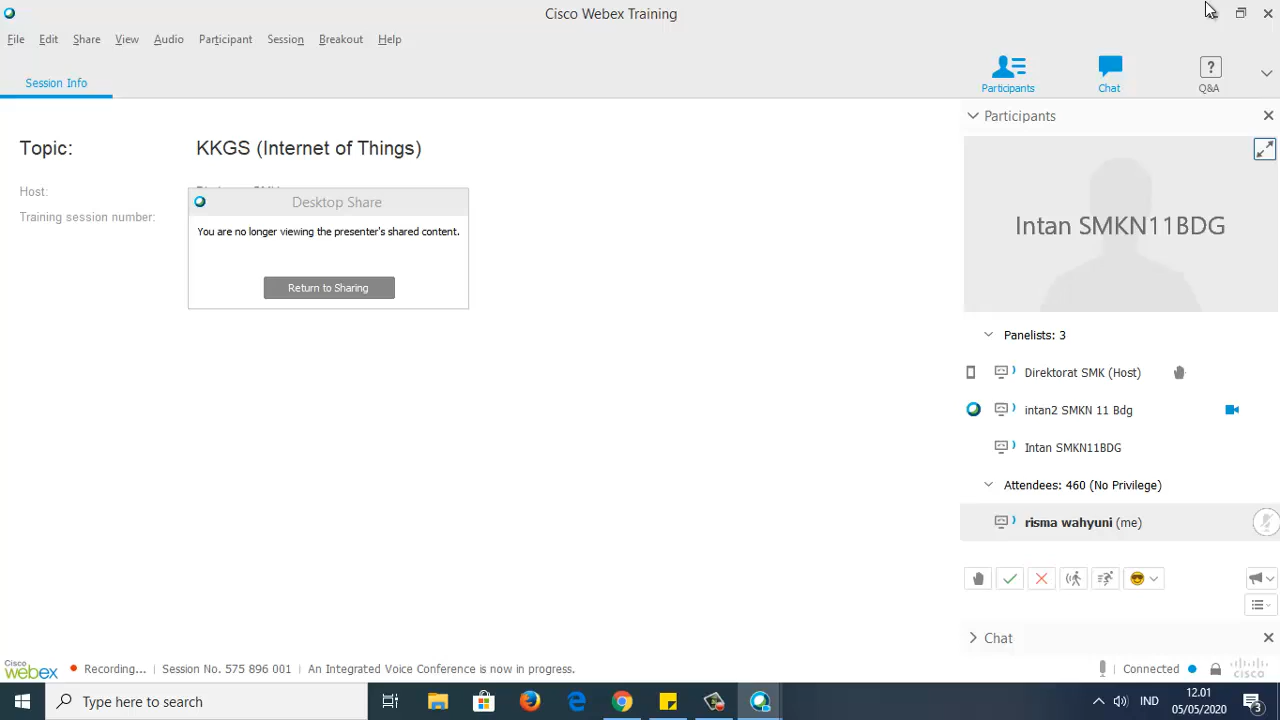 Cisco Webex Training
File Edit Share View Audio Participant Session Breakout Help
Session Info
Participants Chat Q&A
Participants
Topic: KKGS (Internet of Things)
Host:
Training session number:
Desktop Share
You are no longer viewing the presenter's shared content.
Return to Sharing
Intan SMKN11BDG
Panelists: 3
Direktorat SMK (Host)
intan2 SMKN 11 Bdg
Intan SMKN11BDG
Attendees: 460 (No Privilege)
risma wahyuni (me)
Chat
Cisco webex Recording... Session No. 575 896 001 An Integrated Voice Conference is now in progress. Connected cisco
Type here to search IND 12.01
05/05/2020 3